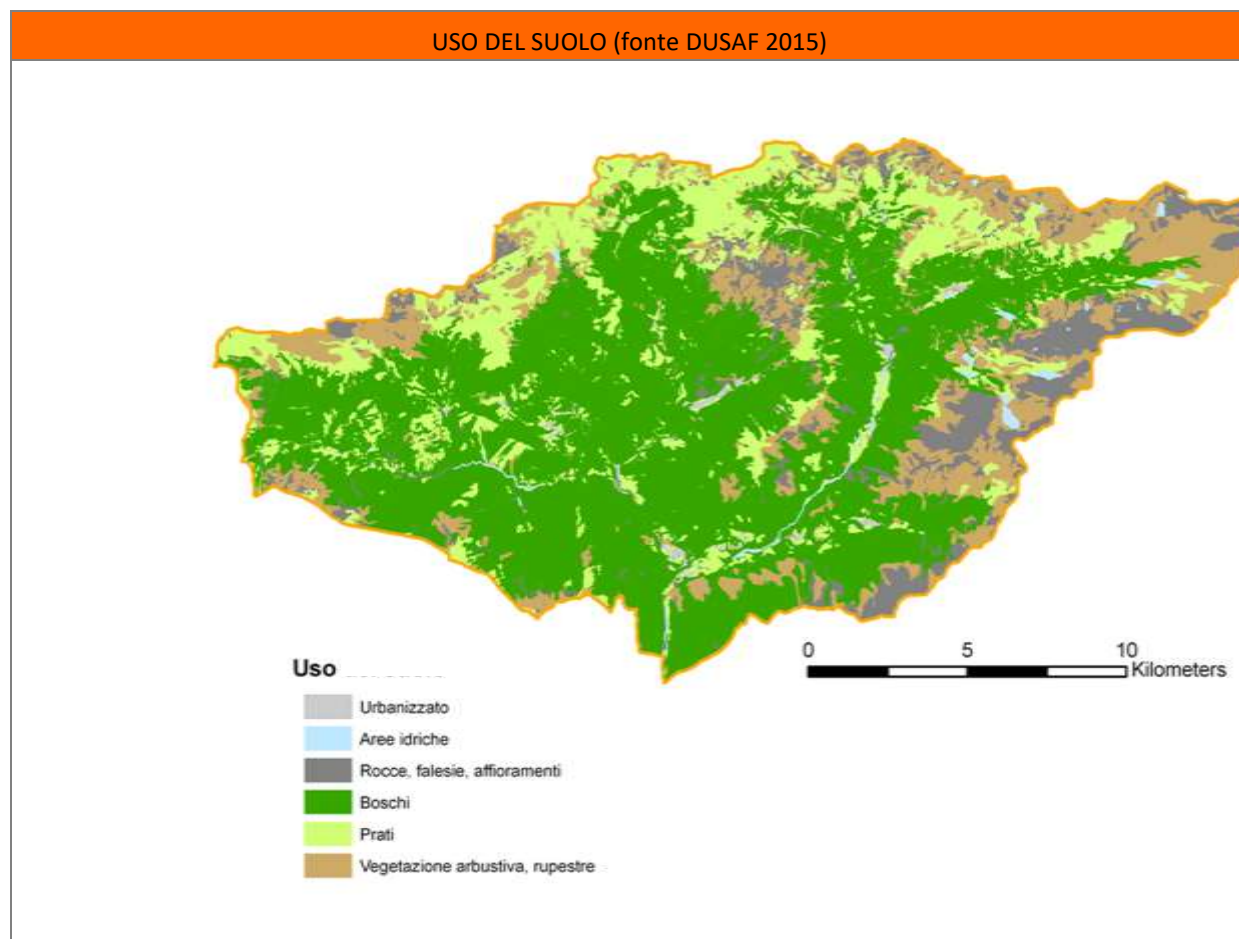 USO DEL SUOLO (fonte DUSAF 2015)
0 5 10
Kilometers
Uso
Urbanizzato
Aree idriche
Rocce, falesie, affioramenti
Boschi
Prati
Vegetazione arbustiva, rupestre